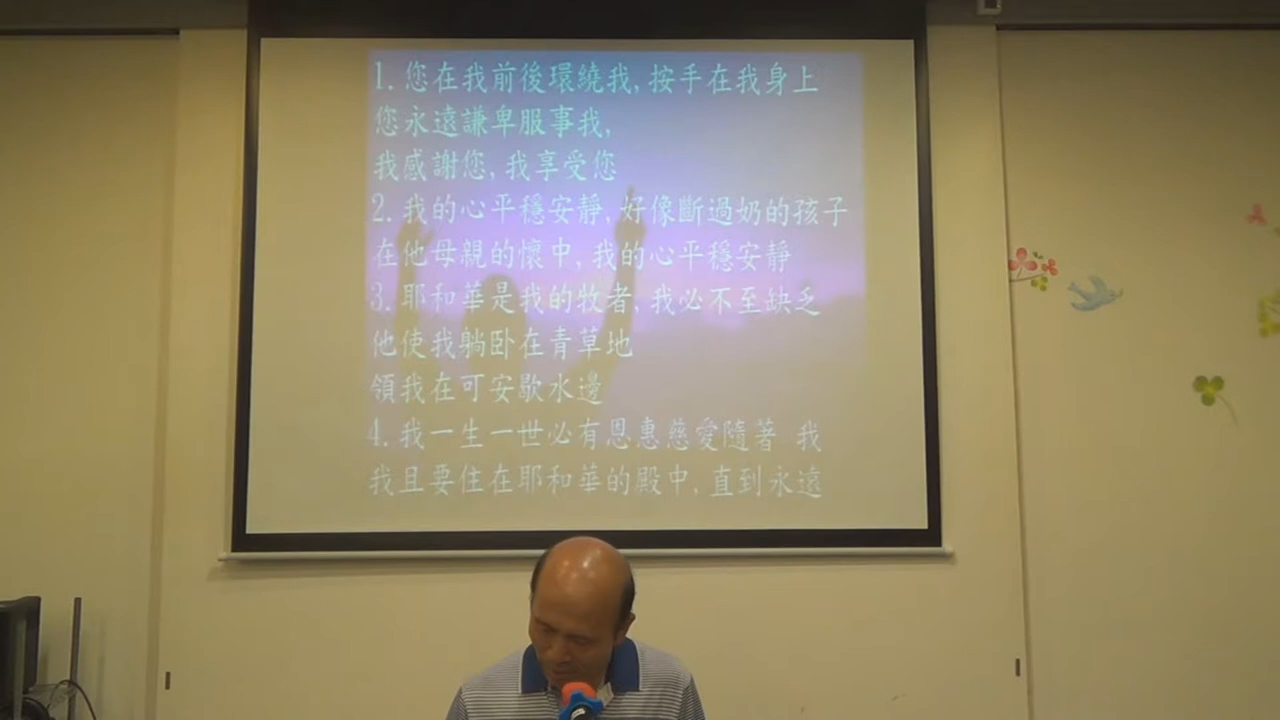 1. 您在我前後環繞我, 按手在我身上
您永遠謙卑服事我,
我感謝您, 我享受您
2. 我的心平穩安靜, 好像斷過奶的孩子
在他母親的懷中, 我的心平穩安靜
3. 耶和華是我的牧者, 我必不至缺乏
他使我躺卧在青草地
領我在可安歇水邊
4. 我一生一世必有恩惠慈愛隨著 我
我且要住在耶和華的殿中, 直到永遠